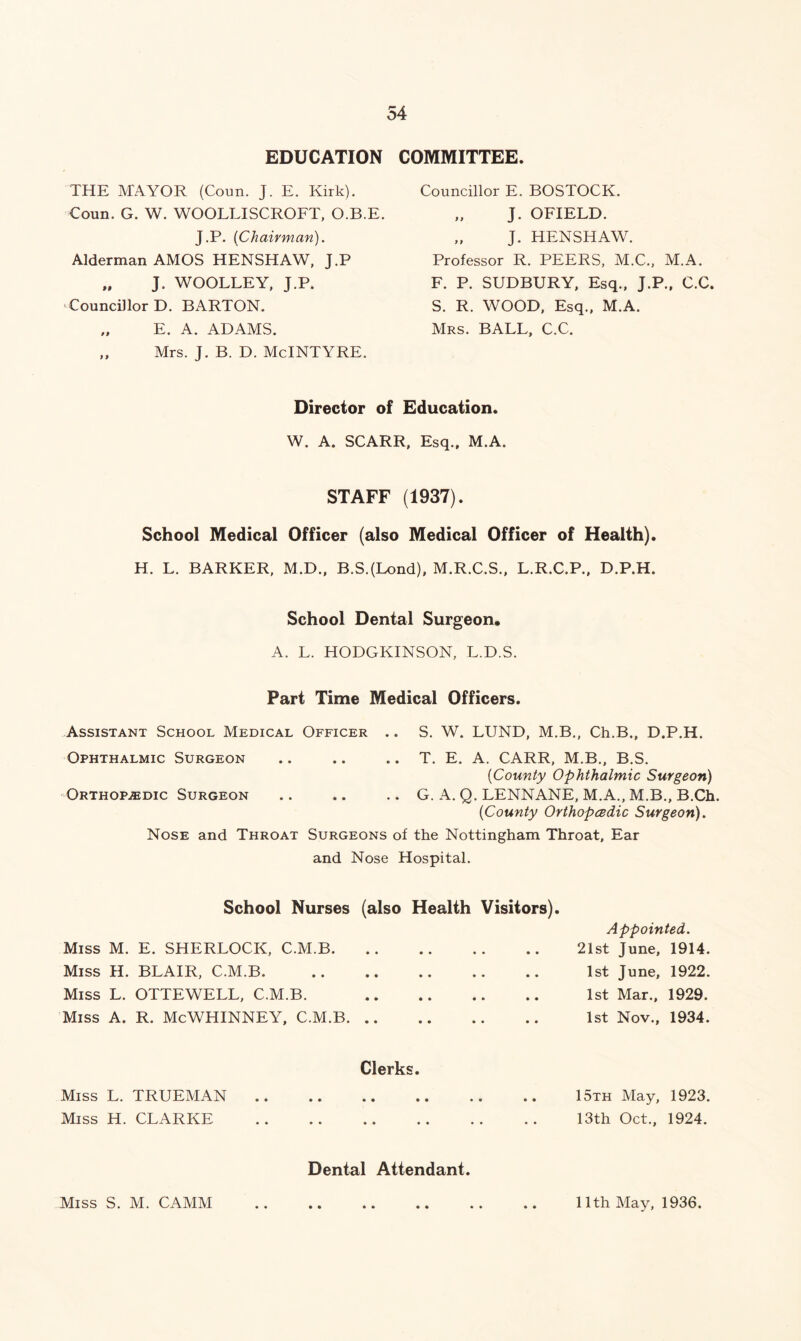 54
EDUCATION COMMITTEE.
THE MAYOR (Coun. J. E. Kirk).
Coun. G. W. WOOLLISCROFT, O.B.E.
J.P. (Chairman).
Alderman AMOS HENSHAW, J.P
„ J. WOOLLEY, J.P.
Councillor D. BARTON.
„ E. A. ADAMS.
„ Mrs. J. B. D. McINTYRE.
Councillor E. BOSTOCK.
„ J. OFIELD.
„ J. HENSHAW.
Professor R. PEERS, M.C., M.A.
F. P. SUDBURY, Esq., J.P., C.C.
S. R. WOOD, Esq., M.A.
Mrs. BALL, C.C.
Director of Education.
W. A. SCARR, Esq., M.A.
STAFF (1937).
School Medical Officer (also Medical Officer of Health).
H. L. BARKER, M.D., B.S.(Lond), M.R.C.S., L.R.C.P., D.P.H.
School Dental Surgeon.
A. L. HODGKINSON, L.D.S.
Part Time Medical Officers.
Assistant School Medical Officer .. S. W. LUND, M.B., Ch.B., D.P.H.
Ophthalmic Surgeon .. .. .. T. E. A. CARR, M.B., B.S.
(County Ophthalmic Surgeon)
Orthopædic Surgeon .. .. .. G. A. Q. LENNANE, M.A., M.B., B.Ch.
(County Orthopædic Surgeon).
Nose and Throat Surgeons of the Nottingham Throat, Ear
and Nose Hospital.
School Nurses (also Health Visitors).
Appointed.
Miss M. E. SHERLOCK, C.M.B. .. .. .. .. 21st June, 1914.
Miss H. BLAIR, C.M.B. .. .. .. .. .. 1st June, 1922.
Miss L. OTTEWELL, C.M.B. .. .. .. .. 1st Mar., 1929.
Miss A. R. McWHINNEY, C.M.B. .. .. .. .. 1st Nov., 1934.
Clerks.
Miss L. TRUEMAN .. .. .. .. .. .. 15th May, 1923.
Miss H. CLARKE .. .. .. .. .. .. 13th Oct., 1924.
Dental Attendant.
Miss S. M. CAMM .. .. .. .. .. .. 11th May, 1936.